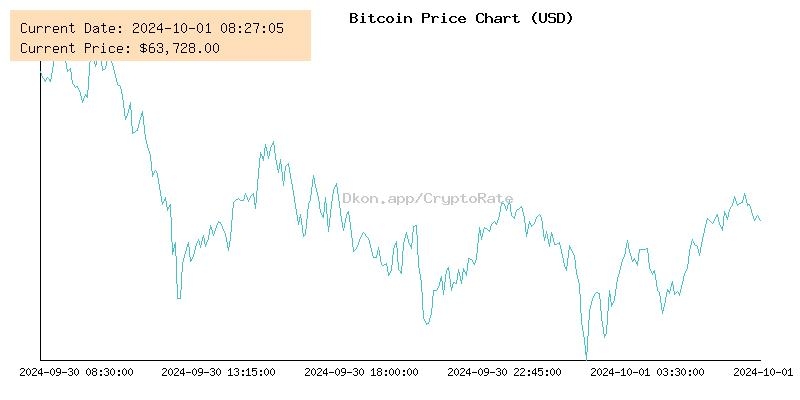 Bitcoin Price Chart (USD)
Current Date: 2024-10-01 08:27:05
Current Price: $63,728.00
Dkon.app/CryptoRate
2024-09-30 08:30:00 2024-09-30 13:15:00 2024-09-30 18:00:00 2024-09-30 22:45:00 2024-10-01 03:30:00 2024-10-01